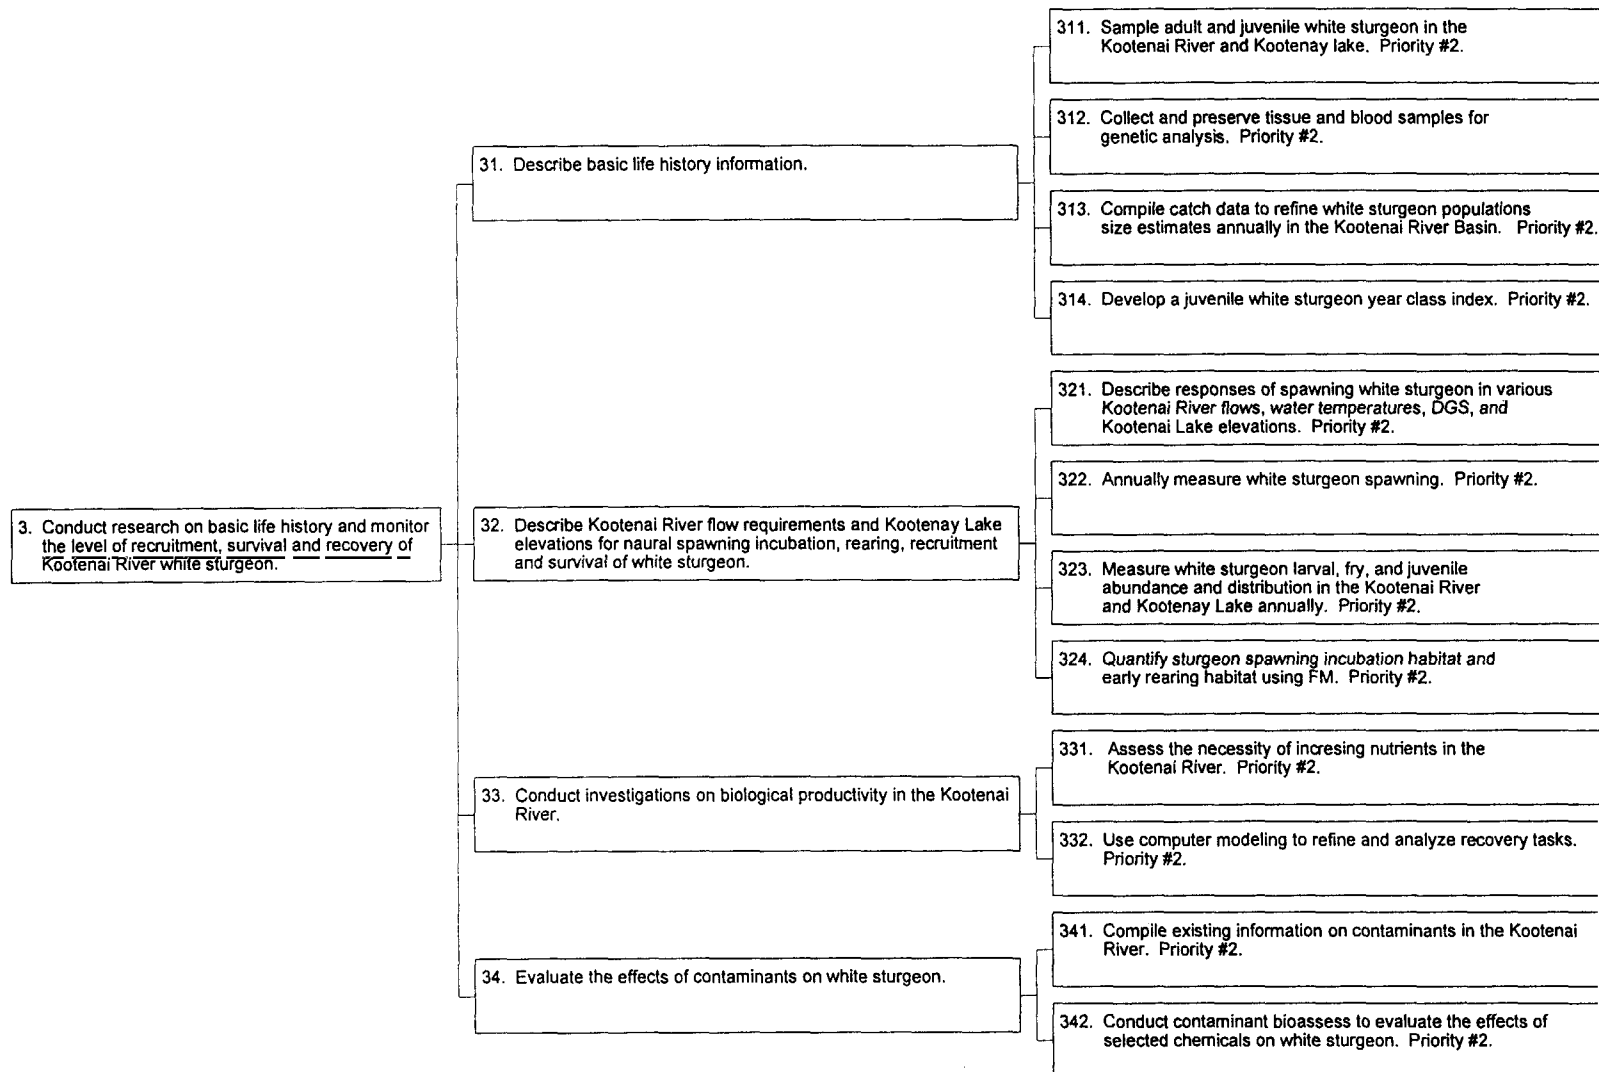 3. Conduct research on basic life history and monitor
the level of recruitment, survival and recovery of
Kootenai River white sturgeon.
31. Describe basic life history information.
311. Sample adult and juvenile white sturgeon in the
Kootenai River and Kootenay lake. Priority #2.
312. Collect and preserve tissue and blood samples for
genetic analysis. Priority #2.
313. Compile catch data to refine white sturgeon populations
size estimates annually in the Kootenai River Basin. Priority #2.
314. Develop a juvenile white sturgeon year class index. Priority #2.
32. Describe Kootenai River flow requirements and Kootenay Lake
elevations for naural spawning incubation, rearing, recruitment
and survival of white sturgeon.
321. Describe responses of spawning white sturgeon in various
Kootenai River flows, water temperatures, DGS, and
Kootenai Lake elevations. Priority #2.
322. Annually measure white sturgeon spawning. Priority #2.
323. Measure white sturgeon larval, fry, and juvenile
abundance and distribution in the Kootenai River
and Kootenay Lake annually. Priority #2.
324. Quantify sturgeon spawning incubation habitat and
early rearing habitat using FM. Priority #2.
33. Conduct investigations on biological productivity in the Kootenai
River.
331. Assess the necessity of incresing nutrients in the
Kootenai River. Priority #2.
332. Use computer modeling to refine and analyze recovery tasks.
Priority #2.
34. Evaluate the effects of contaminants on white sturgeon.
341. Compile existing information on contaminants in the Kootenai
River. Priority #2.
342. Conduct contaminant bioassess to evaluate the effects of
selected chemicals on white sturgeon. Priority #2.